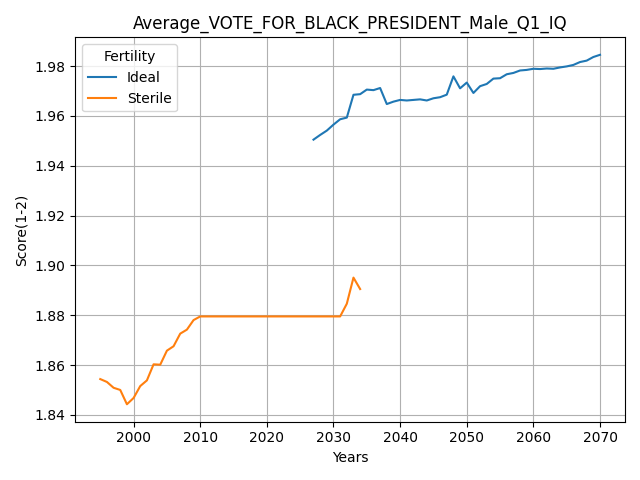 Average_VOTE_FOR_BLACK_PRESIDENT_Male_Q1_IQ
Fertility
Ideal
Sterile
Score(1-2)
1.98
1.96
1.94
1.92
1.90
1.88
1.86
1.84
2000 2010 2020 2030 2040 2050 2060 2070
Years